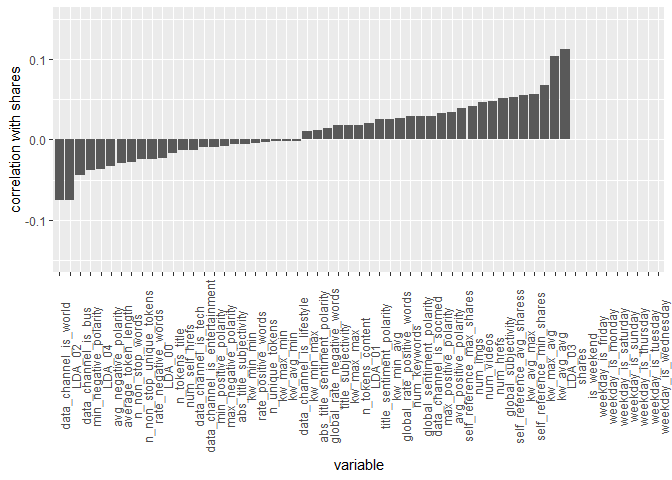 correlation with shares
0.1
0.0
-0.1
data_channel_is_world
LDA_02
data_channel_is_bus
min_negative_polarity
LDA_04
avg_negative_polarity
average_token_length
n_non_stop_words
n_non_stop_unique_tokens
rate_negative_words
LDA_00
n_tokens_title
num_self_hrefs
data_channel_is_tech
data_channel_is_entertainment
min_positive_polarity
max_negative_polarity
abs_title_subjectivity
kw_min_min
rate_positive_words
n_unique_tokens
kw_max_min
kw_avg_min
data_channel_is_lifestyle
kw_min_max
abs_title_sentiment_polarity
global_rate_negative_words
title_subjectivity
kw_max_max
n_tokens_content
LDA_01
title_sentiment_polarity
kw_min_avg
global_rate_positive_words
num_keywords
global_sentiment_polarity
data_channel_is_socmed
max_positive_polarity
avg_positive_polarity
self_reference_max_shares
num_imgs
num_videos
num_hrefs
global_subjectivity
self_reference_avg_sharess
kw_avg_max
self_reference_min_shares
kw_max_avg
kw_avg_avg
LDA_03
shares
is_weekend
weekday_is_friday
weekday_is_monday
weekday_is_saturday
weekday_is_sunday
weekday_is_thursday
weekday_is_tuesday
weekday_is_wednesday
variable